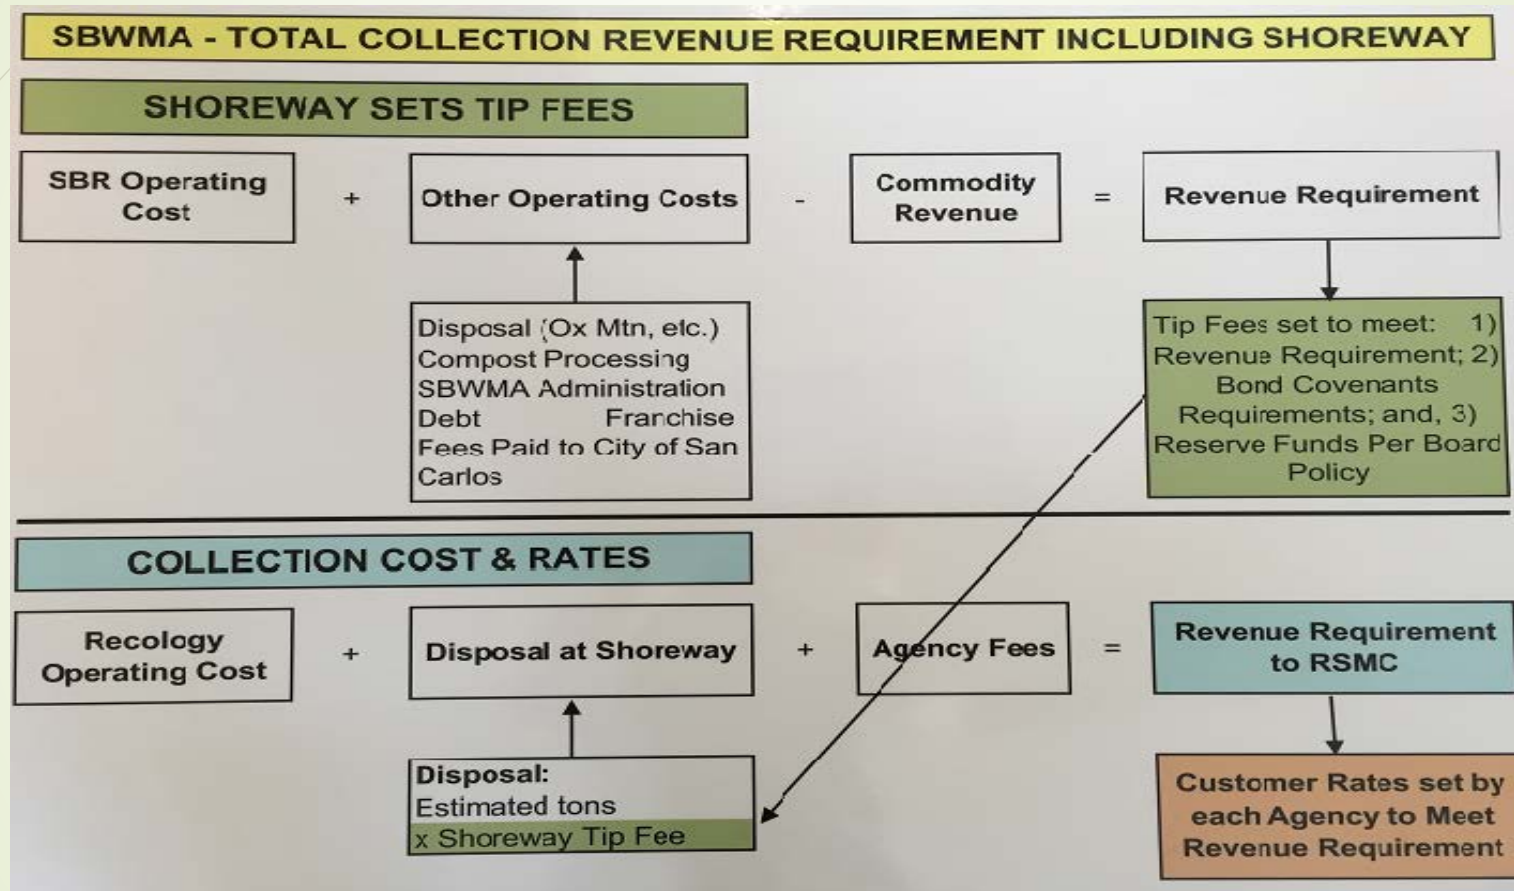 SBWMA - TOTAL COLLECTION REVENUE REQUIREMENT INCLUDING SHOREWAY
SHOREWAY SETS TIP FEES
SBR Operating
Cost
+
Other Operating Costs
-
Commodity
Revenue
=
Revenue Requirement
Disposal (Ox Mtn, etc.)
Compost Processing
SBWMA Administration
Debt Franchise
Fees Paid to City of San
Carlos
Tip Fees set to meet: 1)
Revenue Requirement; 2)
Bond Covenants
Requirements; and, 3)
Reserve Funds Per Board
Policy
COLLECTION COST & RATES
Recology
Operating Cost
+
Disposal at Shoreway
+
Agency Fees
=
Revenue Requirement
to RSMC
Disposal:
Estimated tons
x Shoreway Tip Fee
Customer Rates set by
each Agency to Meet
Revenue Requirement